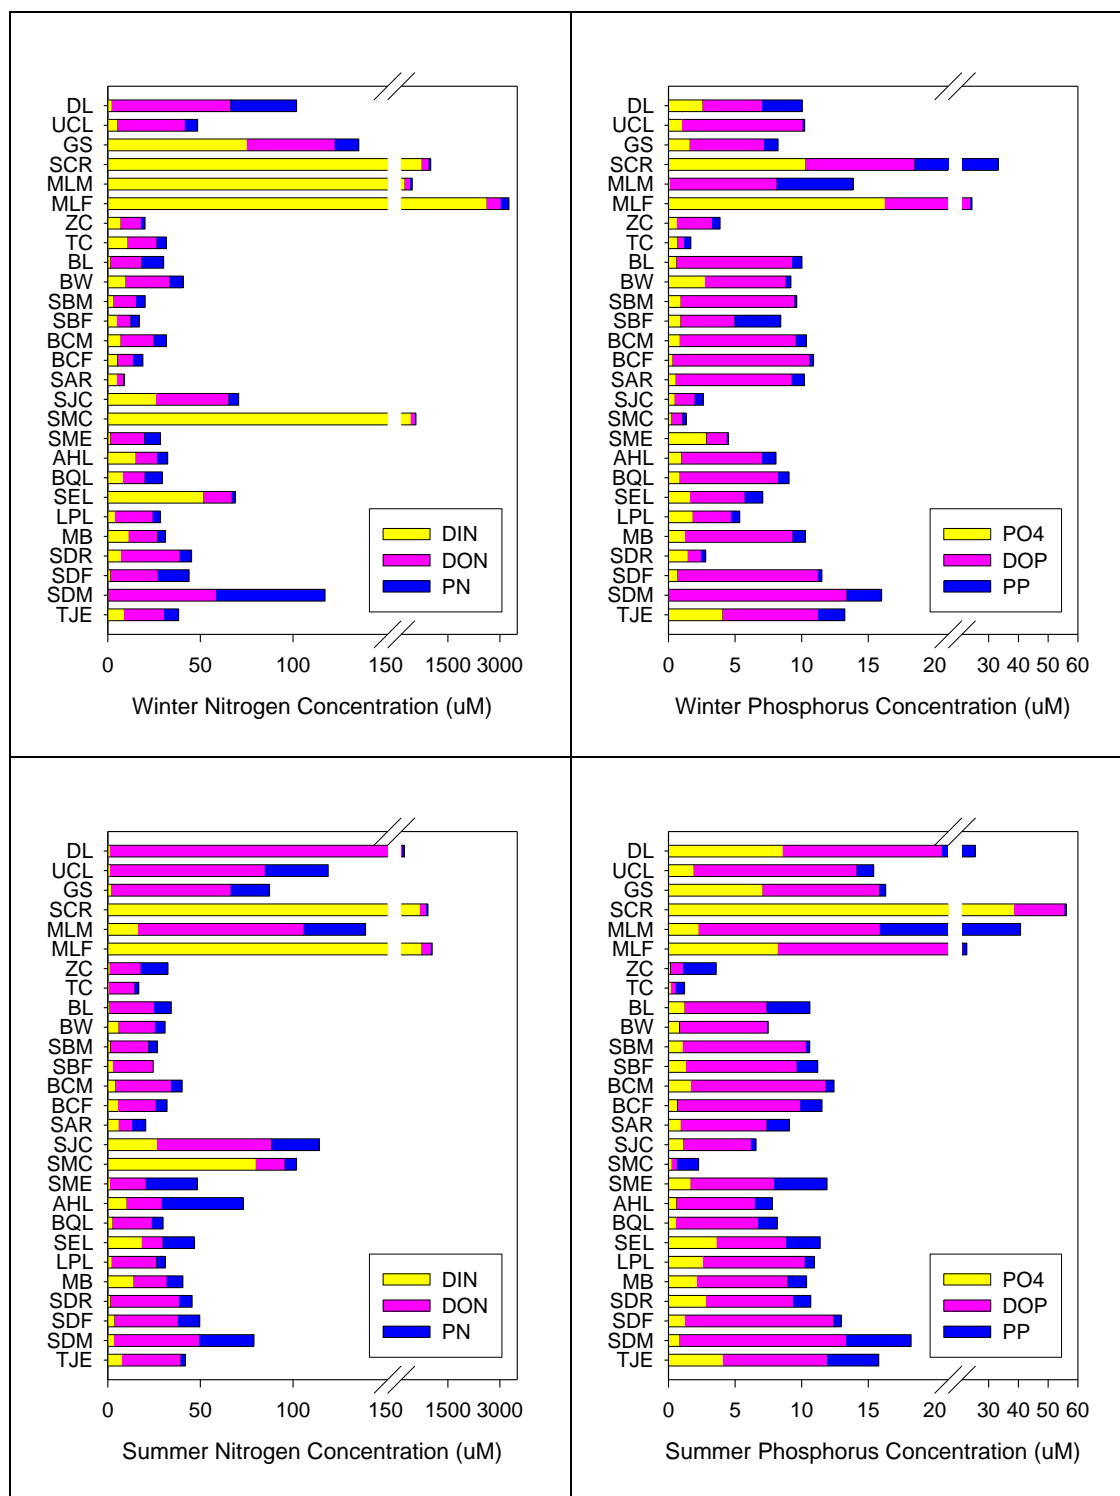 DL
UCL
GS
SCR
MLM
MLF
ZC
TC
BL
BW
SBM
SBF
BCM
BCF
SAR
SJC
SMC
SME
AHL
BQL
SEL
LPL
MB
SDR
SDF
SDM
TJE
DIN
DON
PN
0 50 100 150 1500 3000
Winter Nitrogen Concentration (uM)
DL
UCL
GS
SCR
MLM
MLF
ZC
TC
BL
BW
SBM
SBF
BCM
BCF
SAR
SJC
SMC
SME
AHL
BQL
SEL
LPL
MB
SDR
SDF
SDM
TJE
PO4
DOP
PP
0 5 10 15 20 30 40 50 60
Winter Phosphorus Concentration (uM)
DL
UCL
GS
SCR
MLM
MLF
ZC
TC
BL
BW
SBM
SBF
BCM
BCF
SAR
SJC
SMC
SME
AHL
BQL
SEL
LPL
MB
SDR
SDF
SDM
TJE
DIN
DON
PN
0 50 100 150 1500 3000
Summer Nitrogen Concentration (uM)
DL
UCL
GS
SCR
MLM
MLF
ZC
TC
BL
BW
SBM
SBF
BCM
BCF
SAR
SJC
SMC
SME
AHL
BQL
SEL
LPL
MB
SDR
SDF
SDM
TJE
PO4
DOP
PP
0 5 10 15 20 30 40 50 60
Summer Phosphorus Concentration (uM)